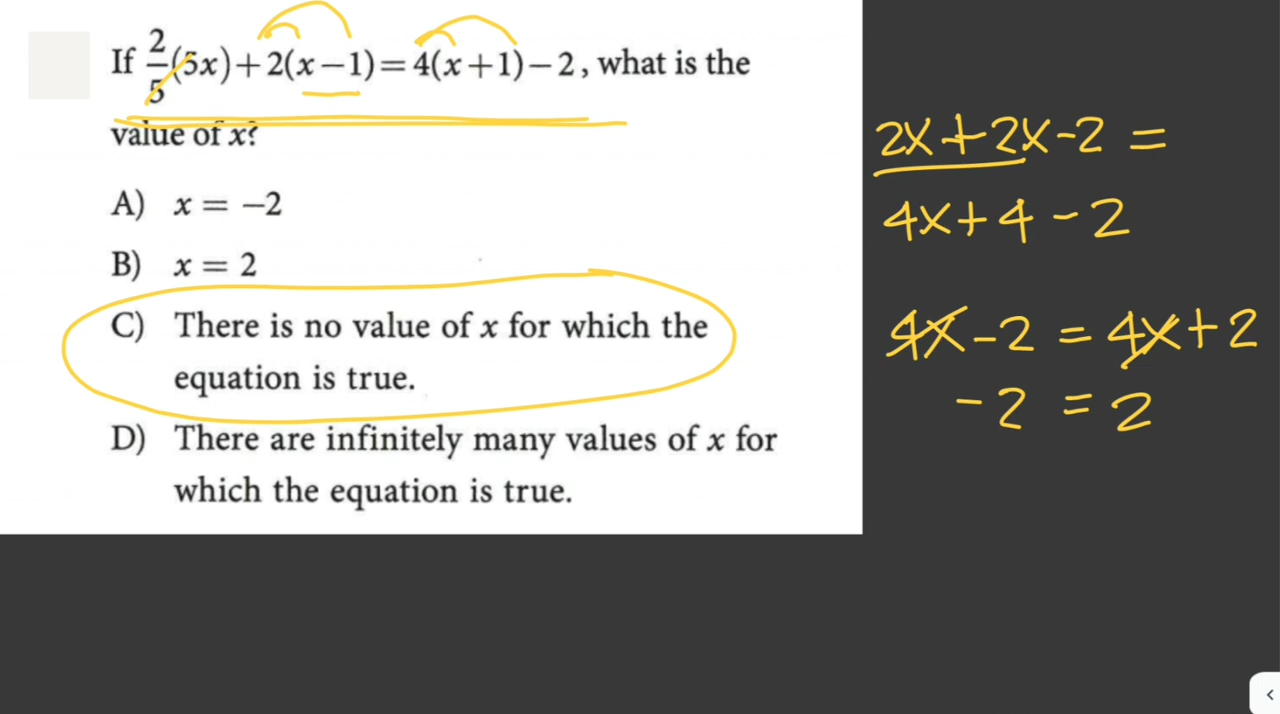 If 2/5(5x)+2(x−1)=4(x+1)−2, what is the
value of x?
A) x = −2
B) x = 2
C) There is no value of x for which the
equation is true.
D) There are infinitely many values of x for
which the equation is true.
2x+2x-2 =
4x+4-2
4x-2 = 4x+2
-2 = 2